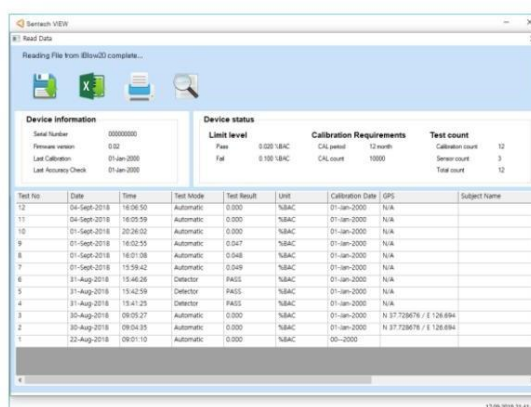 Sentech VIEW
Read Data
Reading File from iBlow20 complete...
Device information
Serial Number 000000000
Firmware version 0.02
Last Calibration 01-Jan-2000
Last Accuracy Check 01-Jan-2000
Device status
Limit level Calibration Requirements Test count
Pass 0.020 %BAC CAL period 12 month Calibration count 12
Fail 0.100 %BAC CAL count 10000 Sensor count 3
Total count 12
Test No Date Time Test Mode Test Result Unit Calibration Date GPS Subject Name
12 04-Sept-2018 16:06:50 Automatic 0.000 %BAC 01-Jan-2000 N/A
11 04-Sept-2018 16:05:59 Automatic 0.000 %BAC 01-Jan-2000 N/A
10 01-Sept-2018 20:26:02 Automatic 0.000 %BAC 01-Jan-2000 N/A
9 01-Sept-2018 16:02:55 Automatic 0.047 %BAC 01-Jan-2000 N/A
8 01-Sept-2018 16:01:08 Automatic 0.048 %BAC 01-Jan-2000 N/A
7 01-Sept-2018 15:59:42 Automatic 0.049 %BAC 01-Jan-2000 N/A
6 31-Aug-2018 15:46:26 Detector PASS %BAC 01-Jan-2000 N/A
5 31-Aug-2018 15:42:59 Detector PASS %BAC 01-Jan-2000 N/A
4 31-Aug-2018 15:41:25 Detector PASS %BAC 01-Jan-2000 N/A
3 30-Aug-2018 09:05:27 Automatic 0.000 %BAC 01-Jan-2000 N 37.728676 / E 126.694
2 30-Aug-2018 09:04:35 Automatic 0.000 %BAC 01-Jan-2000 N 37.728676 / E 126.694
1 22-Aug-2018 09:01:10 Automatic 0.000 %BAC 00--2000